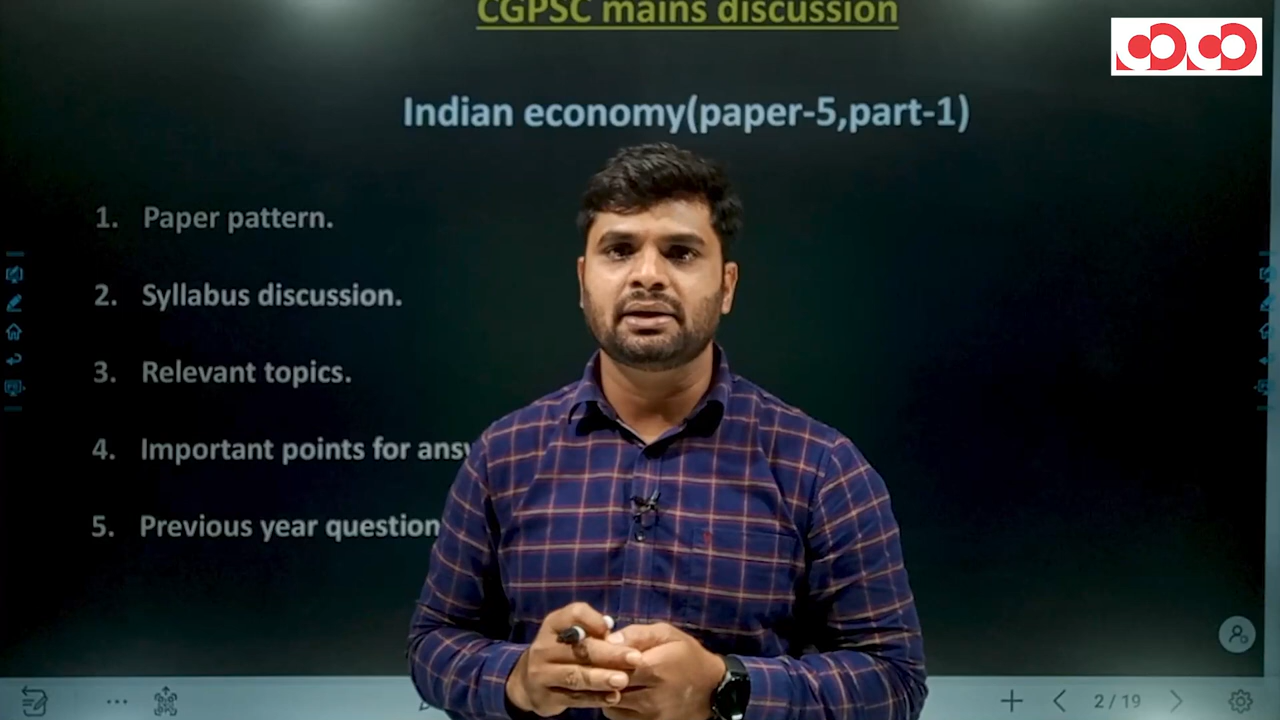 CGPSC mains discussion
Indian economy(paper-5,part-1)
1. Paper pattern.
2. Syllabus discussion.
3. Relevant topics.
4. Important points for
5. Previous year question
2/19